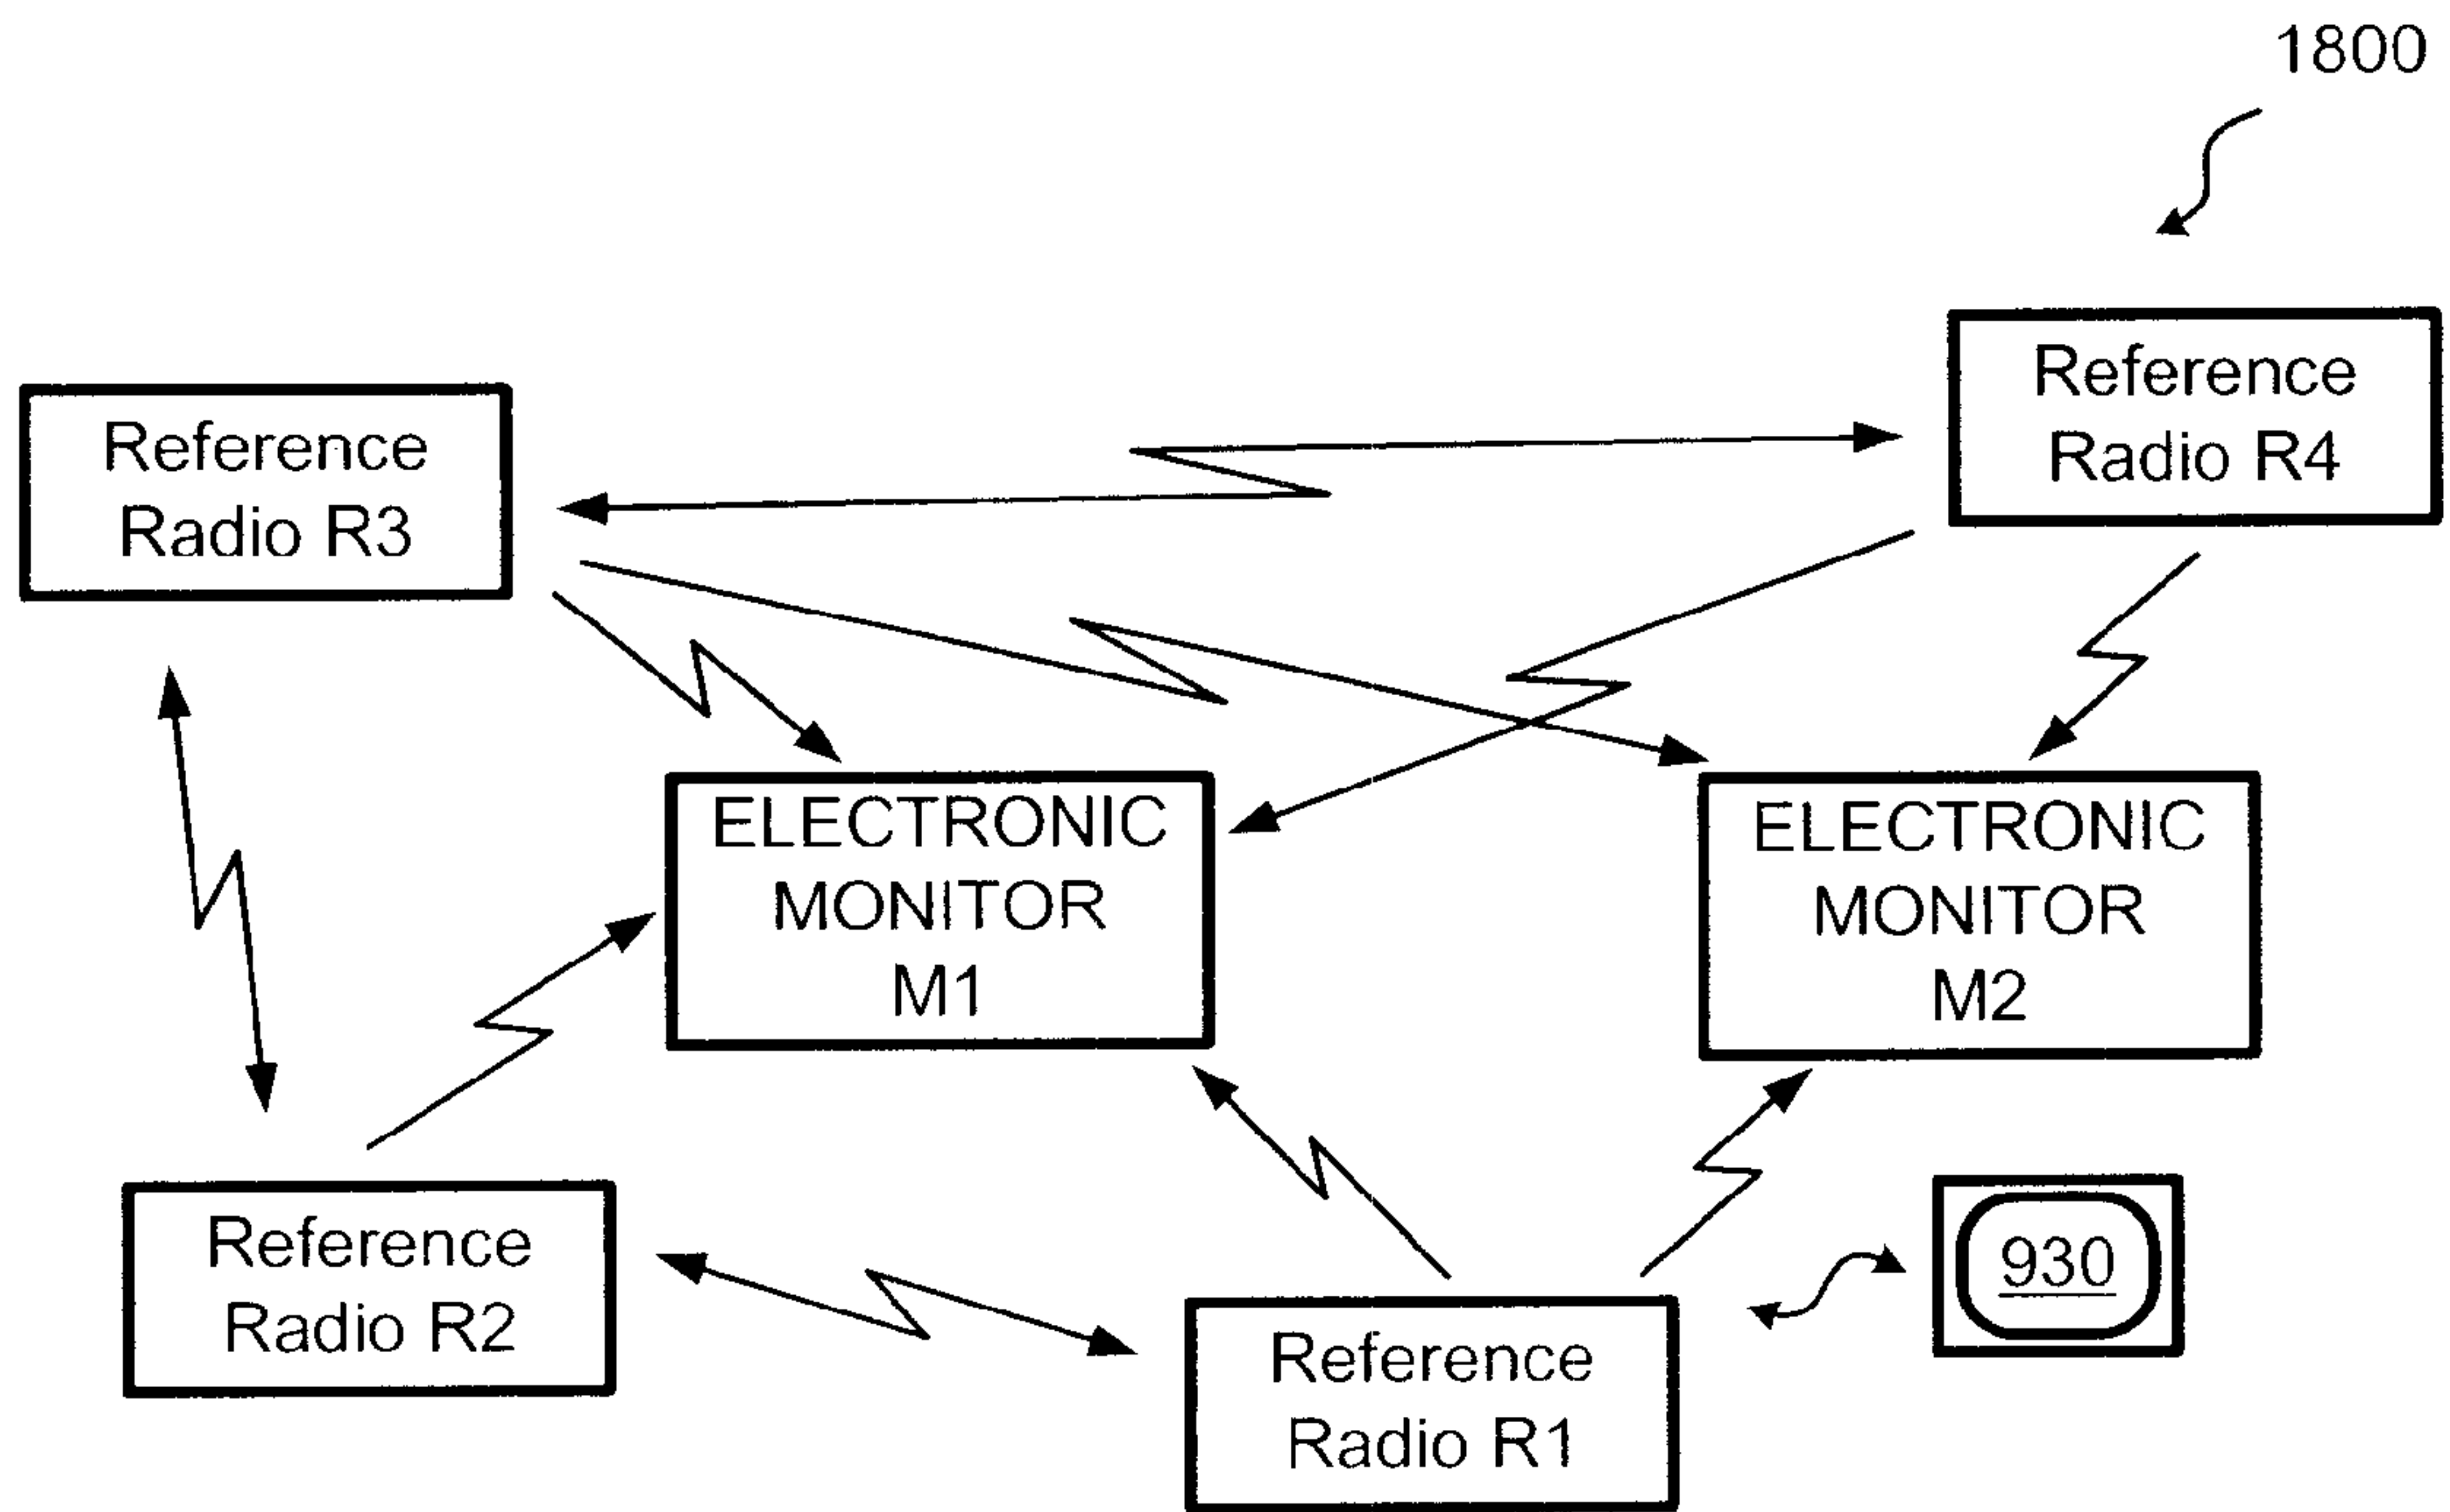 1800
Reference
Radio R4
Reference
Radio R3
ELECTRONIC
MONITOR
M1
ELECTRONIC
MONITOR
M2
Reference
Radio R2
930
Reference
Radio R1